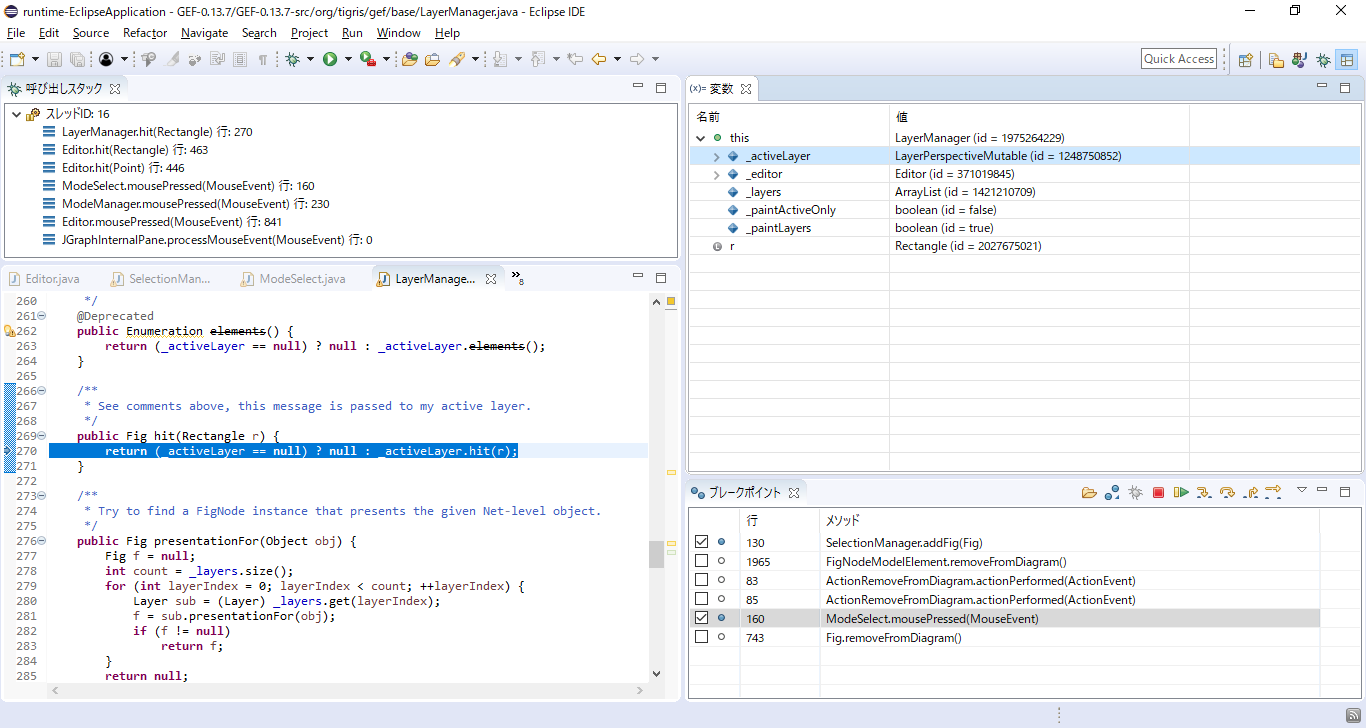 runtime-EclipseApplication - GEF-0.13.7/GEF-0.13.7-src/org/tigris/gef/base/LayerManager.java - Eclipse IDE
File Edit Source Refactor Navigate Search Project Run Window Help
Quick Access
呼び出しスタック
スレッドID: 16
LayerManager.hit(Rectangle) 行: 270
Editor.hit(Rectangle) 行: 463
Editor.hit(Point) 行: 446
ModeSelect.mousePressed(MouseEvent) 行: 160
ModeManager.mousePressed(MouseEvent) 行: 230
Editor.mousePressed(MouseEvent) 行: 841
JGraphInternalPane.processMouseEvent(MouseEvent) 行: 0
Editor.java SelectionMan... ModeSelect.java LayerManage... »8
260 */
261 @Deprecated
262 public Enumeration elements() {
263 return (_activeLayer == null) ? null : _activeLayer.elements();
264 }
265
266 /**
267 * See comments above, this message is passed to my active layer.
268 */
269 public Fig hit(Rectangle r) {
270 return (_activeLayer == null) ? null : _activeLayer.hit(r);
271 }
272
273 /**
274 * Try to find a FigNode instance that presents the given Net-level object.
275 */
276 public Fig presentationFor(Object obj) {
277 Fig f = null;
278 int count = _layers.size();
279 for (int layerIndex = 0; layerIndex < count; ++layerIndex) {
280 Layer sub = (Layer) _layers.get(layerIndex);
281 f = sub.presentationFor(obj);
282 if (f != null)
283 return f;
284 }
285 return null;
(x)= 変数
名前 値
this LayerManager (id = 1975264229)
_activeLayer LayerPerspectiveMutable (id = 1248750852)
_editor Editor (id = 371019845)
_layers ArrayList (id = 1421210709)
_paintActiveOnly boolean (id = false)
_paintLayers boolean (id = true)
r Rectangle (id = 2027675021)
ブレークポイント
行 メソッド
130 SelectionManager.addFig(Fig)
1965 FigNodeModelElement.removeFromDiagram()
83 ActionRemoveFromDiagram.actionPerformed(ActionEvent)
85 ActionRemoveFromDiagram.actionPerformed(ActionEvent)
160 ModeSelect.mousePressed(MouseEvent)
743 Fig.removeFromDiagram()